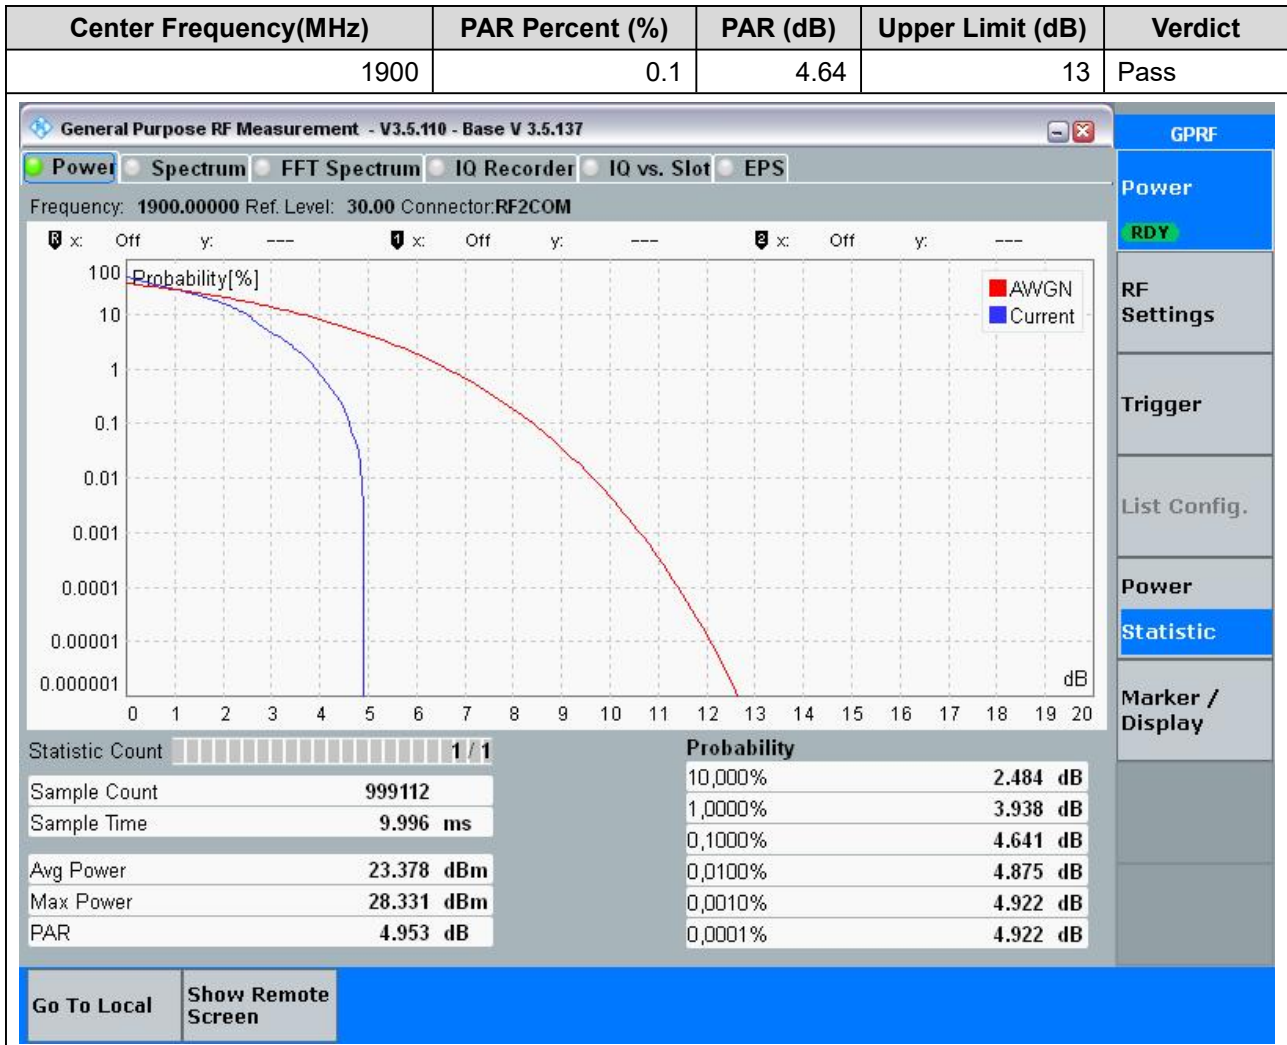 Center Frequency(MHz) PAR Percent (%) PAR (dB) Upper Limit (dB) Verdict
1900 0.1 4.64 13 Pass
General Purpose RF Measurement - V3.5.110 - Base V 3.5.137
GPRF
Power Spectrum FFT Spectrum IQ Recorder IQ vs. Slot EPS
Power
RDY
Frequency: 1900.00000 Ref. Level: 30.00 Connector:RF2COM
R x: Off y: --- 1 x: Off y: --- 2 x: Off y: ---
Probability[%]
AWGN
Current
100
10
1
0.1
0.01
0.001
0.0001
0.00001
0.000001
dB
0 1 2 3 4 5 6 7 8 9 10 11 12 13 14 15 16 17 18 19 20
RF
Settings
Trigger
List Config.
Power
Statistic
Marker /
Display
Statistic Count 1 / 1
Sample Count 999112
Sample Time 9.996 ms
Avg Power 23.378 dBm
Max Power 28.331 dBm
PAR 4.953 dB
Probability
10,000% 2.484 dB
1,0000% 3.938 dB
0,1000% 4.641 dB
0,0100% 4.875 dB
0,0010% 4.922 dB
0,0001% 4.922 dB
Go To Local
Show Remote
Screen